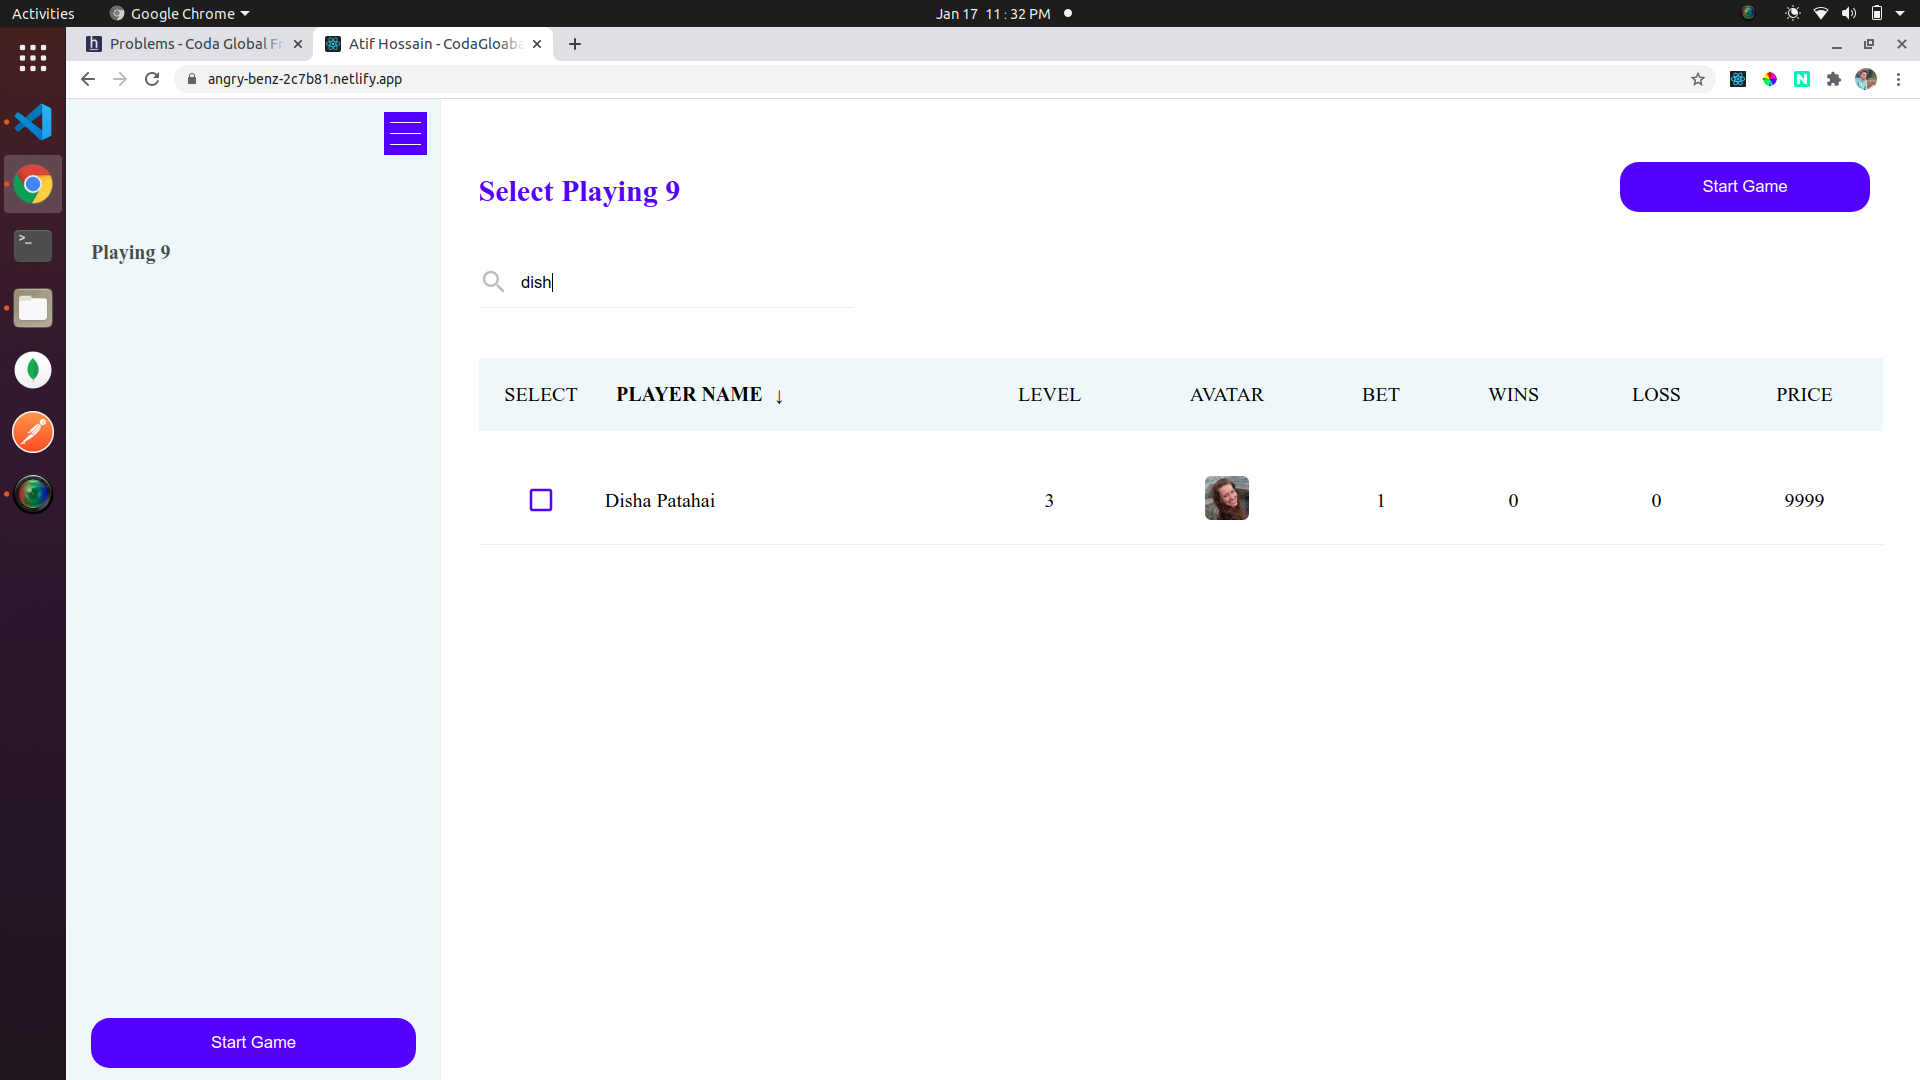 Activities
Google Chrome
Jan 17 11:32 PM
Problems - Coda Global Fr
Atif Hossain - CodaGloaba
angry-benz-2c7b81.netlify.app
Select Playing 9
Start Game
Playing 9
dish
SELECT PLAYER NAME ↓ LEVEL AVATAR BET WINS LOSS PRICE
Disha Patahai 3 1 0 0 9999
Start Game